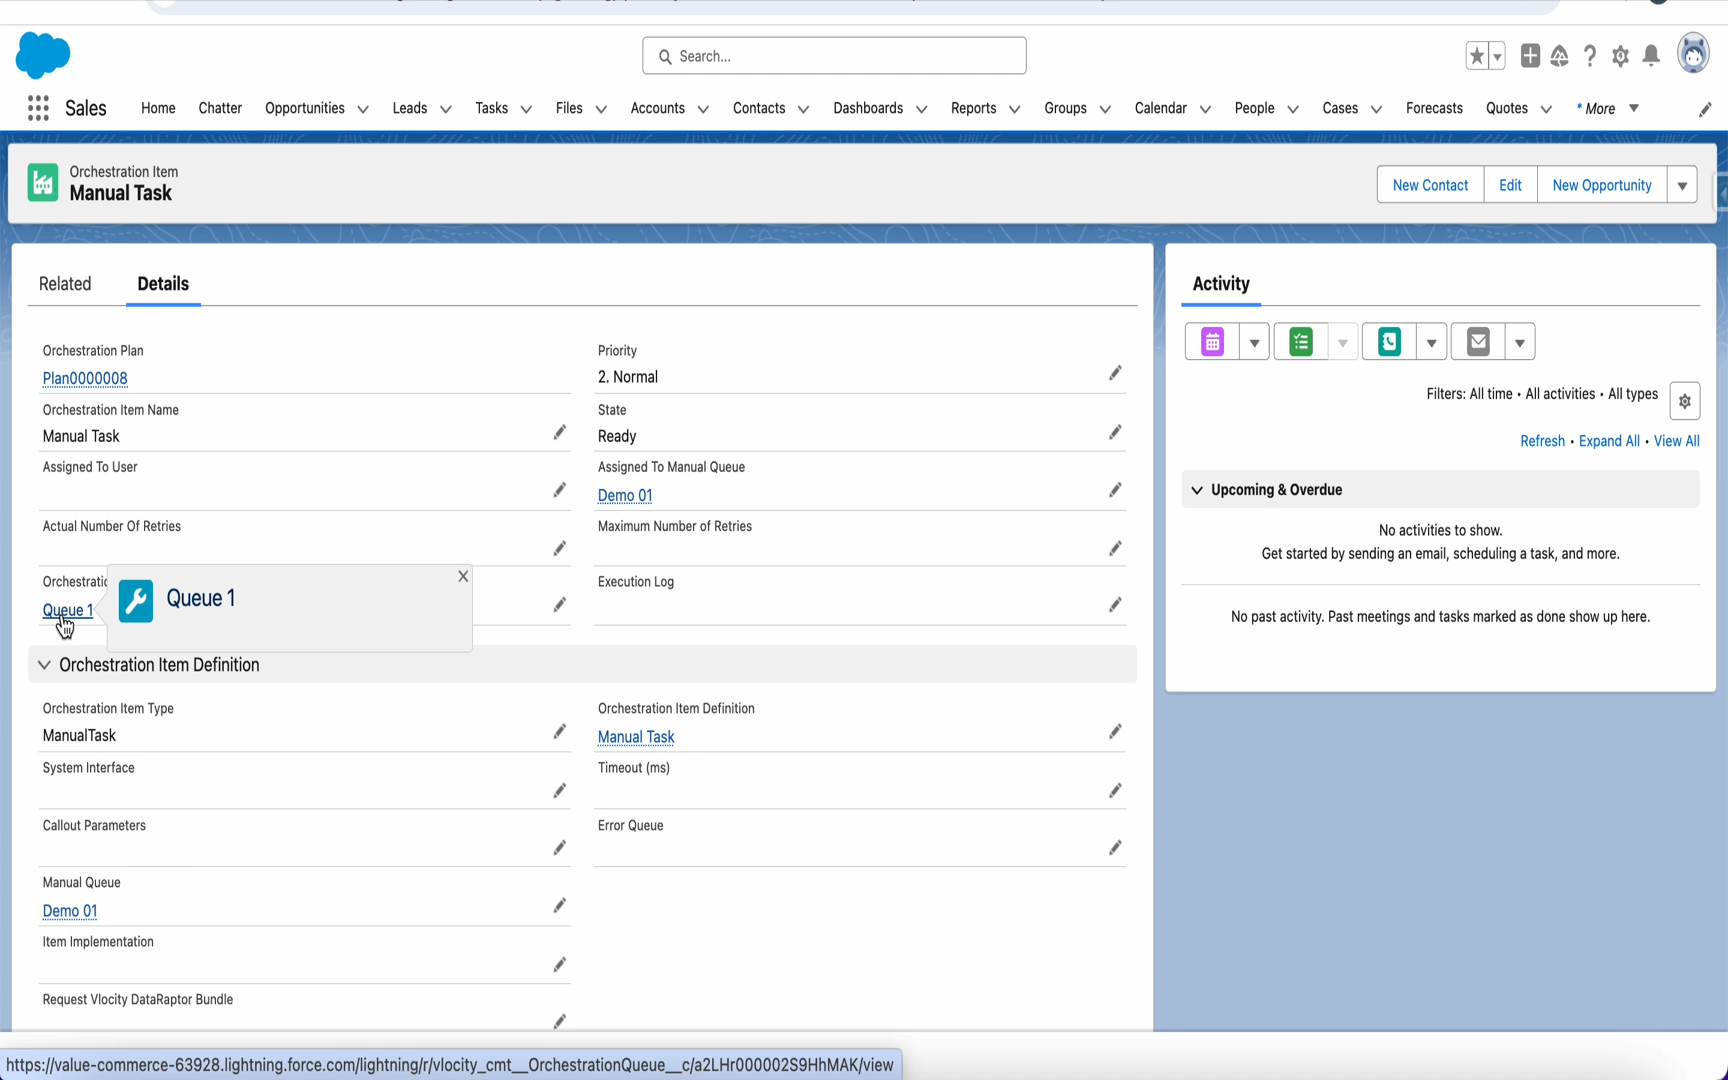 Search...
Sales
Home
Chatter
Opportunities
Leads
Tasks
Files
Accounts
Contacts
Dashboards
Reports
Groups
Calendar
People
Cases
Forecasts
Quotes
* More
Orchestration Item
Manual Task
New Contact
Edit
New Opportunity
Related
Details
Orchestration Plan
Plan0000008
Priority
2. Normal
Orchestration Item Name
Manual Task
State
Ready
Assigned To User
Assigned To Manual Queue
Demo 01
Actual Number Of Retries
Maximum Number of Retries
Queue 1
Queue 1
X
Execution Log
Orchestration Item Definition
Orchestration Item Type
ManualTask
Orchestration Item Definition
Manual Task
System Interface
Timeout (ms)
Callout Parameters
Error Queue
Manual Queue
Demo 01
Item Implementation
Request Vlocity DataRaptor Bundle
Activity
Filters: All time • All activities • All types
Refresh • Expand All • View All
Upcoming & Overdue
No activities to show.
Get started by sending an email, scheduling a task, and more.
No past activity. Past meetings and tasks marked as done show up here.
https://value-commerce-63928.lightning.force.com/lightning/r/vlocity_cmt__OrchestrationQueue__c/a2LHr000002S9HhMAK/view